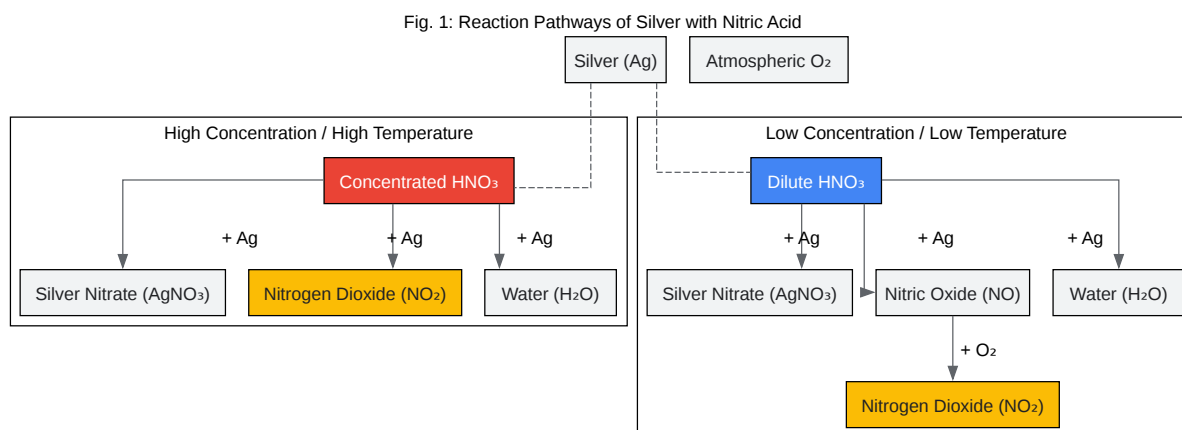 Fig. 1: Reaction Pathways of Silver with Nitric Acid
Silver (Ag)
Atmospheric O₂
High Concentration / High Temperature
Concentrated HNO₃
+ Ag
+ Ag
+ Ag
Silver Nitrate (AgNO₃)
Nitrogen Dioxide (NO₂)
Water (H₂O)
Low Concentration / Low Temperature
Dilute HNO₃
+ Ag
+ Ag
+ Ag
Silver Nitrate (AgNO₃)
Nitric Oxide (NO)
Water (H₂O)
+ O₂
Nitrogen Dioxide (NO₂)